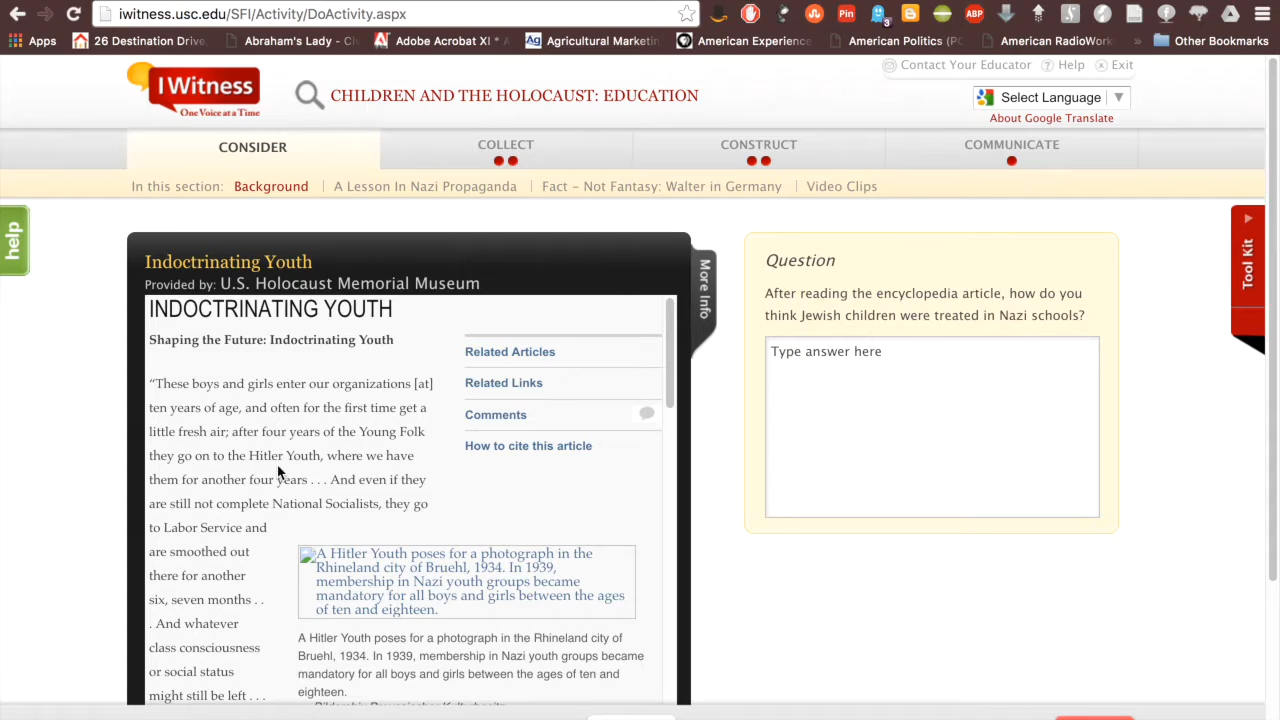 iwitness.usc.edu/SFI/Activity/DoActivity.aspx
Apps
26 Destination Drive,
Abraham's Lady - Civ
Adobe Acrobat XI *
Agricultural Marketin
American Experience
American Politics (PC
American RadioWork
»
Other Bookmarks
I Witness
One Voice at a Time
CHILDREN AND THE HOLOCAUST: EDUCATION
Contact Your Educator
Help
Exit
Select Language
About Google Translate
CONSIDER
COLLECT
CONSTRUCT
COMMUNICATE
In this section: Background | A Lesson In Nazi Propaganda | Fact – Not Fantasy: Walter in Germany | Video Clips
help
Tool Kit
More Info
Indoctrinating Youth
Provided by: U.S. Holocaust Memorial Museum
INDOCTRINATING YOUTH
Shaping the Future: Indoctrinating Youth
“These boys and girls enter our organizations [at]
ten years of age, and often for the first time get a
little fresh air; after four years of the Young Folk
they go on to the Hitler Youth, where we have
them for another four years . . . And even if they
are still not complete National Socialists, they go
to Labor Service and
are smoothed out
there for another
six, seven months . .
. And whatever
class consciousness
or social status
might still be left . . .
Related Articles
Related Links
Comments
How to cite this article
A Hitler Youth poses for a photograph in the
Rhineland city of Bruehl, 1934. In 1939,
membership in Nazi youth groups became
mandatory for all boys and girls between the ages
of ten and eighteen.
A Hitler Youth poses for a photograph in the Rhineland city of
Bruehl, 1934. In 1939, membership in Nazi youth groups became
mandatory for all boys and girls between the ages of ten and
eighteen.
Question
After reading the encyclopedia article, how do you
think Jewish children were treated in Nazi schools?
Type answer here